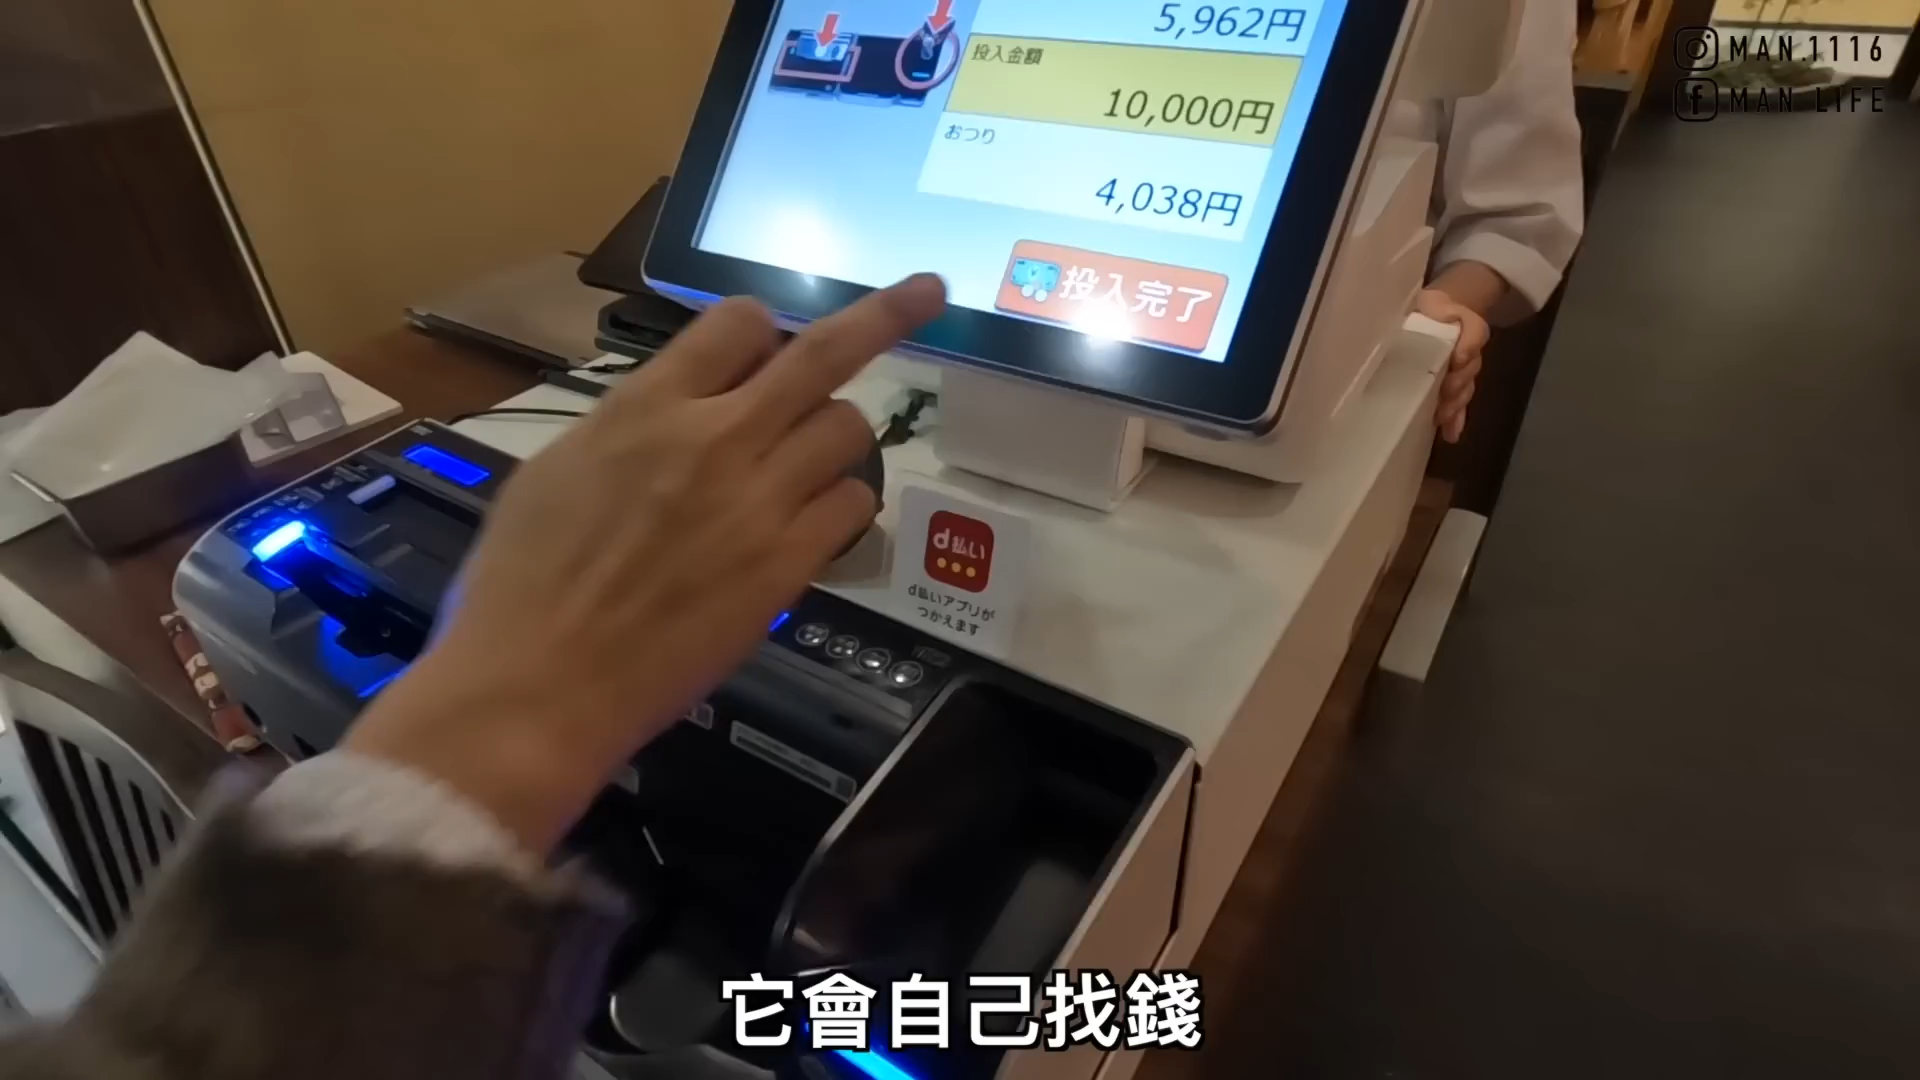 MAN.1116
MAN LIFE
5,962円
投入金額
10,000円
おつり
4,038円
投入完了
d払い
d払いアプリが
つかえます
它會自己找錢